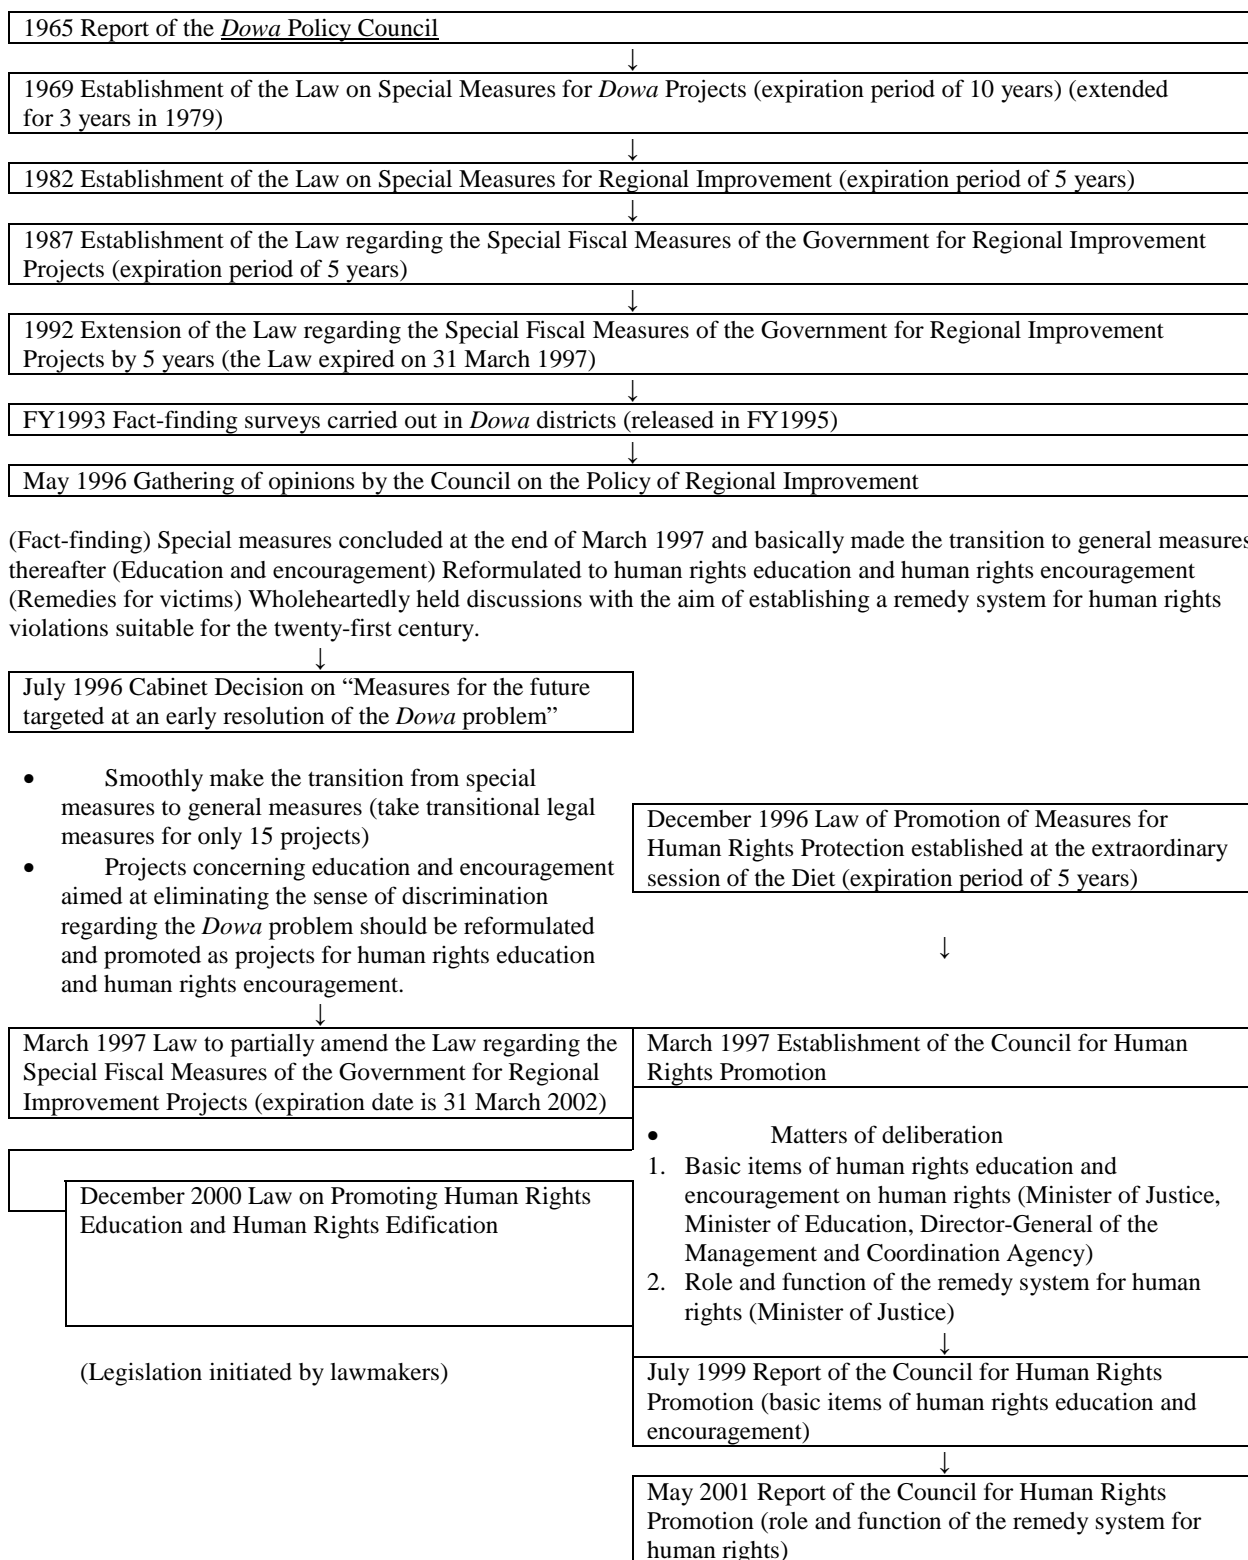 1965 Report of the Dowa Policy Council
↓
1969 Establishment of the Law on Special Measures for Dowa Projects (expiration period of 10 years) (extended
for 3 years in 1979)
↓
1982 Establishment of the Law on Special Measures for Regional Improvement (expiration period of 5 years)
↓
1987 Establishment of the Law regarding the Special Fiscal Measures of the Government for Regional Improvement
Projects (expiration period of 5 years)
↓
1992 Extension of the Law regarding the Special Fiscal Measures of the Government for Regional Improvement
Projects by 5 years (the Law expired on 31 March 1997)
↓
FY1993 Fact-finding surveys carried out in Dowa districts (released in FY1995)
↓
May 1996 Gathering of opinions by the Council on the Policy of Regional Improvement
(Fact-finding) Special measures concluded at the end of March 1997 and basically made the transition to general measures
thereafter (Education and encouragement) Reformulated to human rights education and human rights encouragement
(Remedies for victims) Wholeheartedly held discussions with the aim of establishing a remedy system for human rights
violations suitable for the twenty-first century.
↓
July 1996 Cabinet Decision on “Measures for the future
targeted at an early resolution of the Dowa problem”
• Smoothly make the transition from special
measures to general measures (take transitional legal
measures for only 15 projects)
• Projects concerning education and encouragement
aimed at eliminating the sense of discrimination
regarding the Dowa problem should be reformulated
and promoted as projects for human rights education
and human rights encouragement.
↓
March 1997 Law to partially amend the Law regarding the
Special Fiscal Measures of the Government for Regional
Improvement Projects (expiration date is 31 March 2002)
December 2000 Law on Promoting Human Rights
Education and Human Rights Edification
(Legislation initiated by lawmakers)
December 1996 Law of Promotion of Measures for
Human Rights Protection established at the extraordinary
session of the Diet (expiration period of 5 years)
↓
March 1997 Establishment of the Council for Human
Rights Promotion
• Matters of deliberation
1. Basic items of human rights education and
encouragement on human rights (Minister of Justice,
Minister of Education, Director-General of the
Management and Coordination Agency)
2. Role and function of the remedy system for human
rights (Minister of Justice)
↓
July 1999 Report of the Council for Human Rights
Promotion (basic items of human rights education and
encouragement)
↓
May 2001 Report of the Council for Human Rights
Promotion (role and function of the remedy system for
human rights)